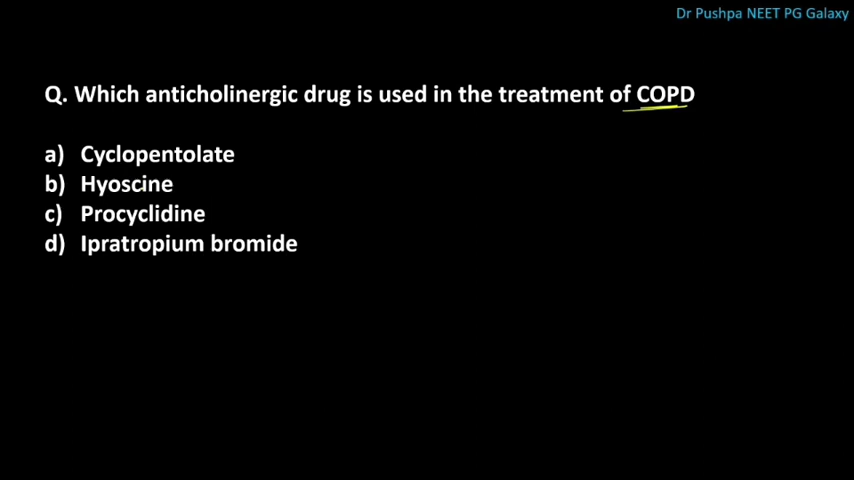 Dr Pushpa NEET PG Galaxy
Q. Which anticholinergic drug is used in the treatment of COPD
a) Cyclopentolate
b) Hyoscine
c) Procyclidine
d) Ipratropium bromide